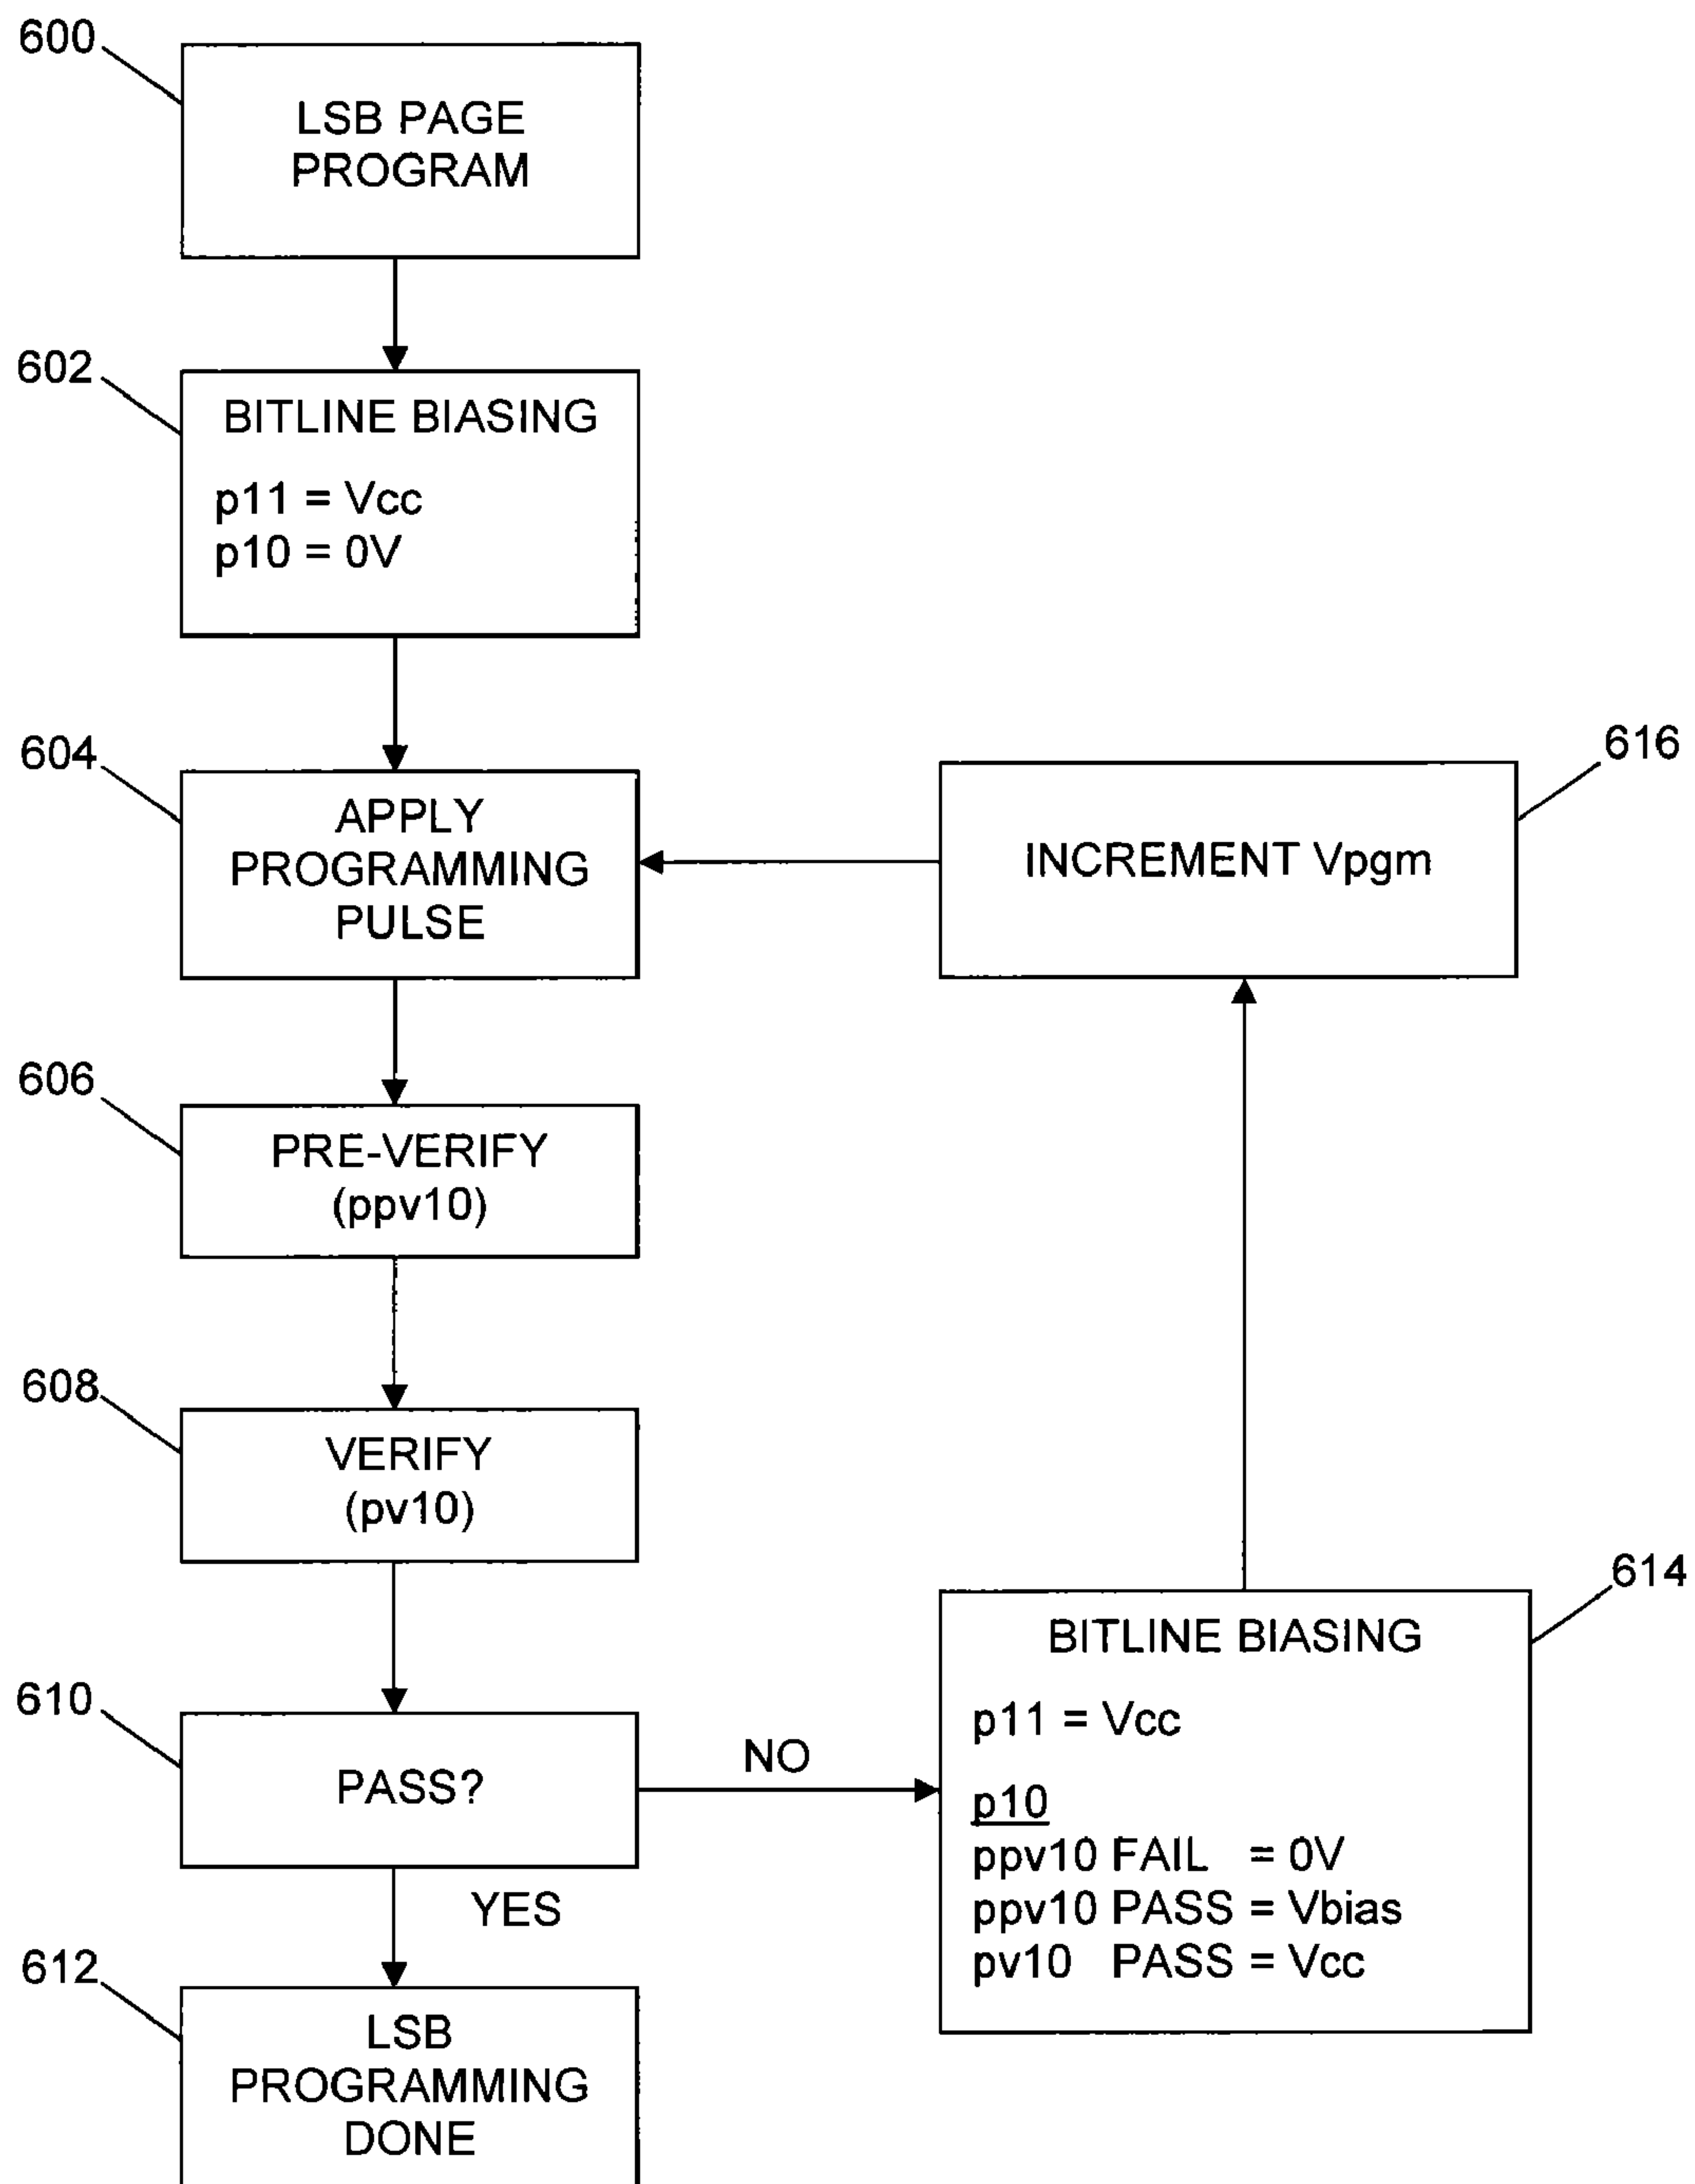 600
LSB PAGE
PROGRAM
602
BITLINE BIASING
p11 = Vcc
p10 = 0V
604
APPLY
PROGRAMMING
PULSE
616
INCREMENT Vpgm
606
PRE-VERIFY
(ppv10)
608
VERIFY
(pv10)
610
PASS?
NO
YES
614
BITLINE BIASING
p11 = Vcc
p10
ppv10 FAIL = 0V
ppv10 PASS = Vbias
pv10 PASS = Vcc
612
LSB
PROGRAMMING
DONE